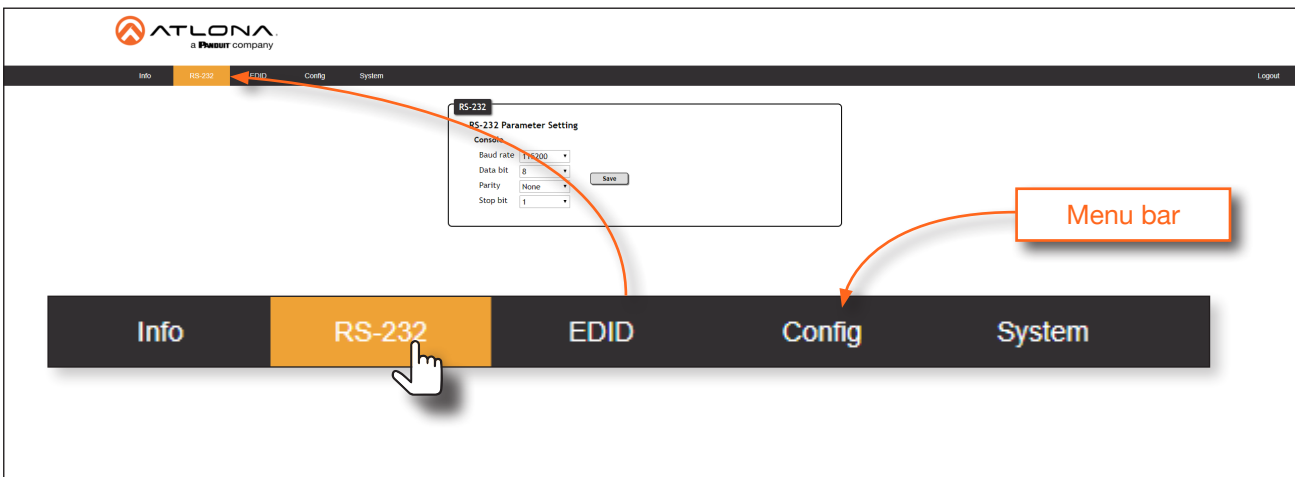 ATLONA.
a PANDUIT company
Info RS-232 EDID Config System Logout
RS-232
RS-232 Parameter Setting
Console
Baud rate 115200
Data bit 8
Save
Parity None
Stop bit 1
Menu bar
Info RS-232 EDID Config System